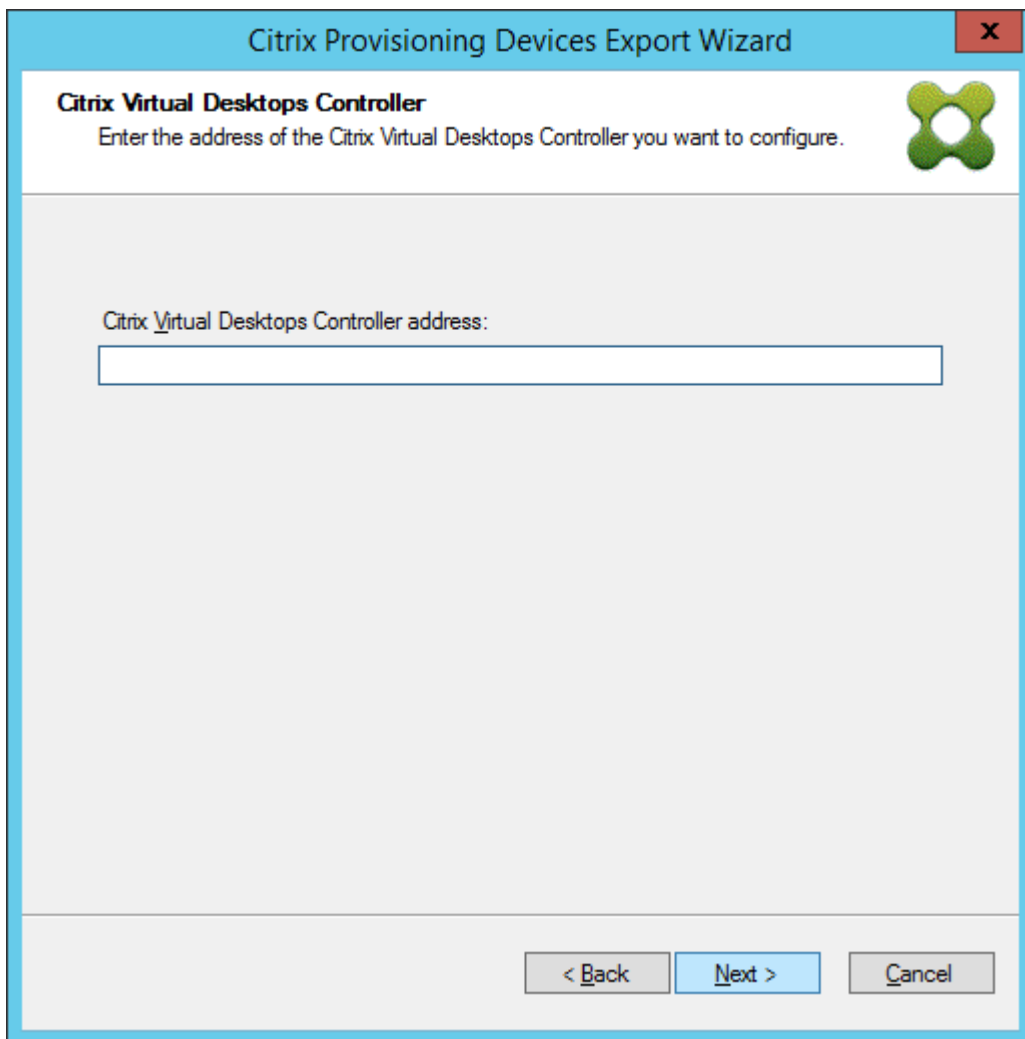 Citrix Provisioning Devices Export Wizard
x
Citrix Virtual Desktops Controller
Enter the address of the Citrix Virtual Desktops Controller you want to configure.
Citrix Virtual Desktops Controller address:
< Back Next > Cancel